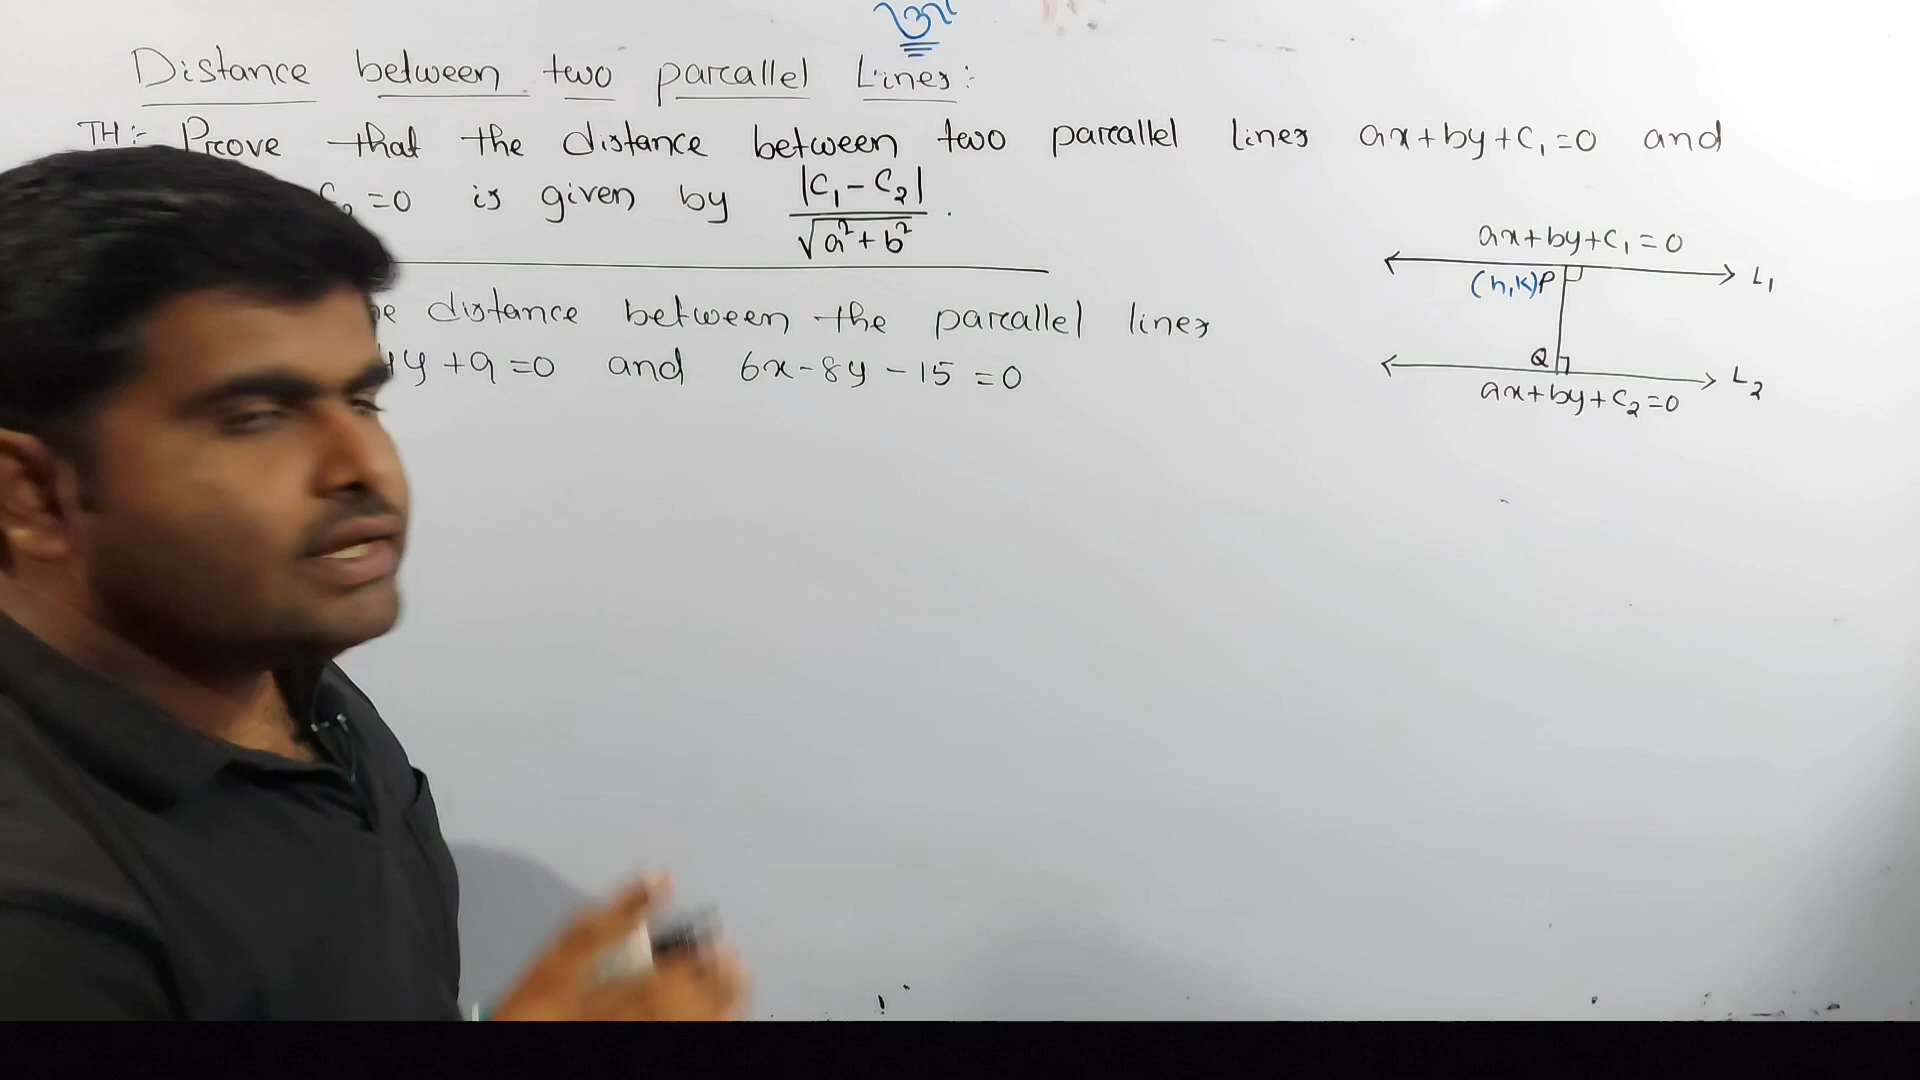 Distance between two parallel Lines:
TH:- Prove that the distance between two parallel lines ax+by+c₁=0 and
c₂=0 is given by |c₁-c₂|/√(a²+b²).
distance between the parallel lines
4y+9=0 and 6x-8y-15=0
ax+by+c₁=0
L₁
(h,k)P
Q
L₂
ax+by+c₂=0